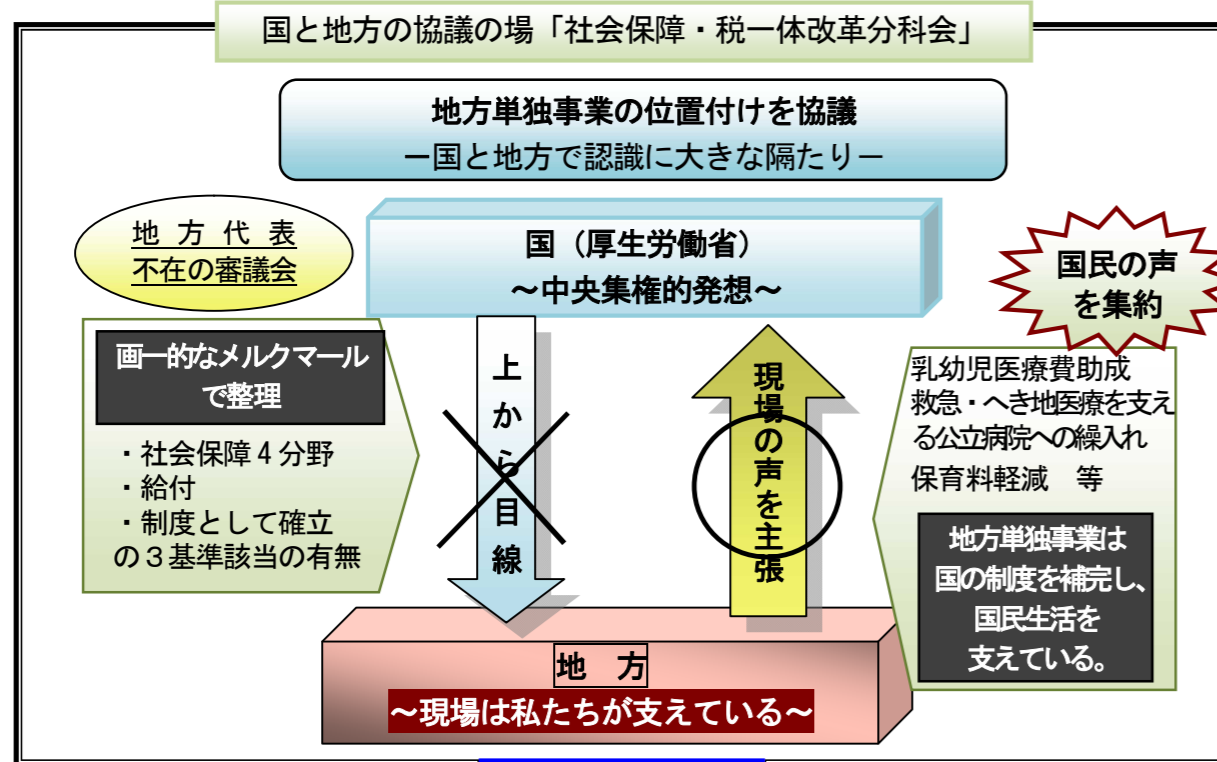 国と地方の協議の場「社会保障・税一体改革分科会」
地方単独事業の位置付けを協議
－国と地方で認識に大きな隔たり－
地方代表
不在の審議会
国（厚生労働省）
～中央集権的発想～
国民の声
を集約
画一的なメルクマール
で整理
・社会保障４分野
・給付
・制度として確立
の３基準該当の有無
上から目線
現場の声を主張
乳幼児医療費助成
救急・へき地医療を支え
る公立病院への繰入れ
保育料軽減　等
地方単独事業は
国の制度を補完し、
国民生活を
支えている。
地　方
～現場は私たちが支えている～